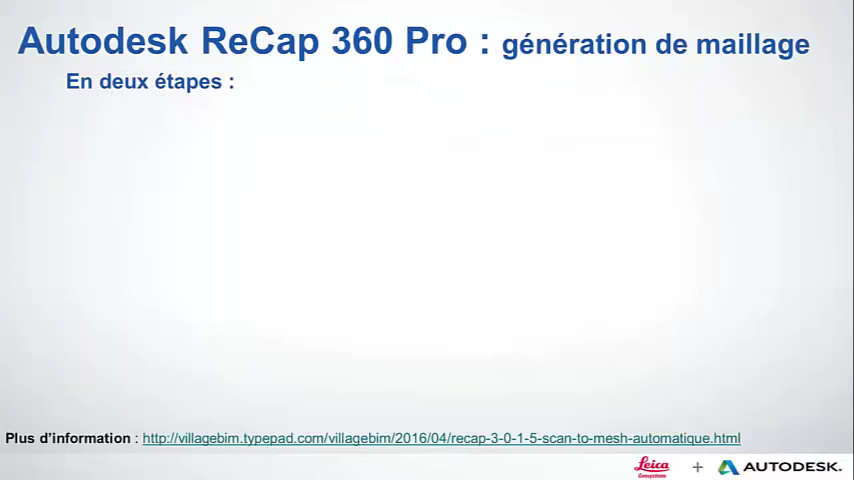 Autodesk ReCap 360 Pro : génération de maillage
En deux étapes :
Plus d'information : http://villagebim.typepad.com/villagebim/2016/04/recap-3-0-1-5-scan-to-mesh-automatique.html
Leica Geosystems + AUTODESK.